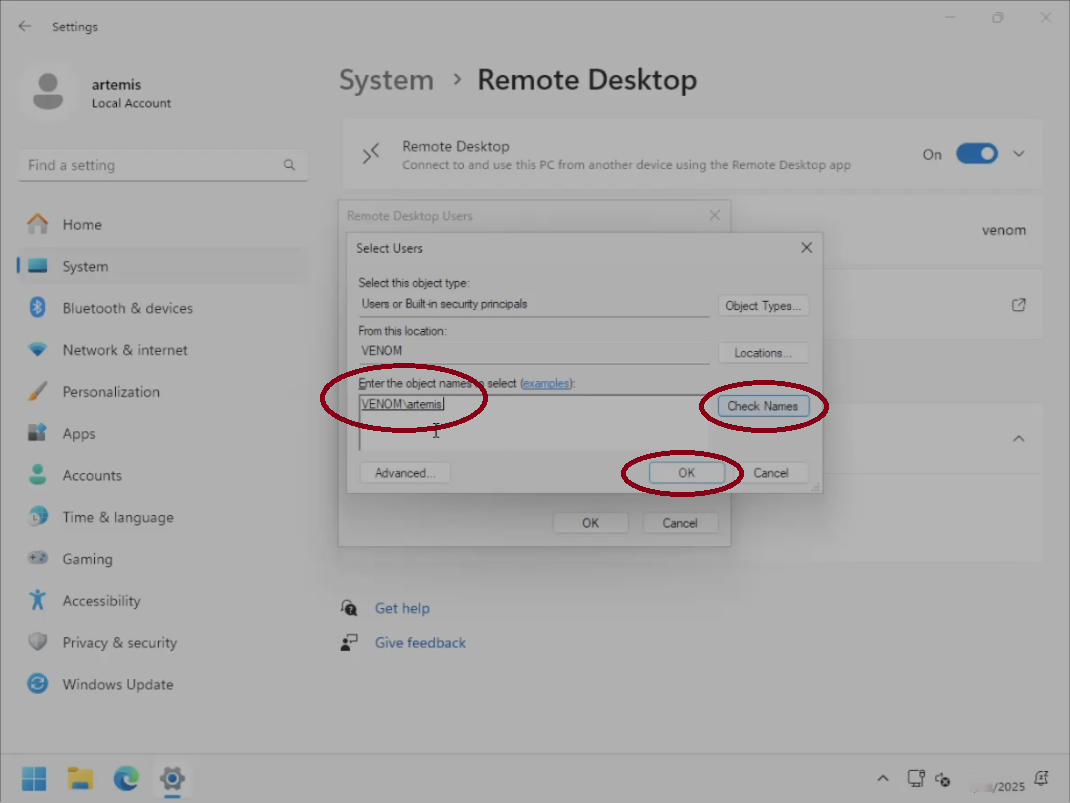 Settings
artemis
Local Account
Find a setting
Home
System
Bluetooth & devices
Network & internet
Personalization
Apps
Accounts
Time & language
Gaming
Accessibility
Privacy & security
Windows Update
System > Remote Desktop
Remote Desktop
Connect to and use this PC from another device using the Remote Desktop app
On
venom
Remote Desktop Users
Select Users
Select this object type:
Users or Built-in security principals
Object Types...
From this location:
VENOM
Locations...
Enter the object names to select (examples):
VENOM\artemis
Check Names
Advanced...
OK
Cancel
OK
Cancel
Get help
Give feedback
/2025